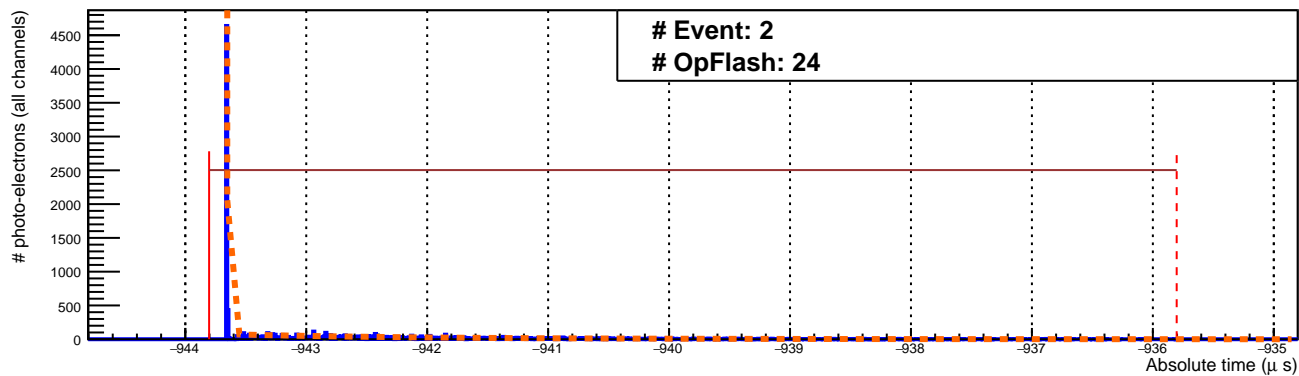 # Event: 2
# OpFlash: 24
# photo-electrons (all channels)
4500
4000
3500
3000
2500
2000
1500
1000
500
0
−944 −943 −942 −941 −940 −939 −938 −937 −936 −935
Absolute time (μ s)